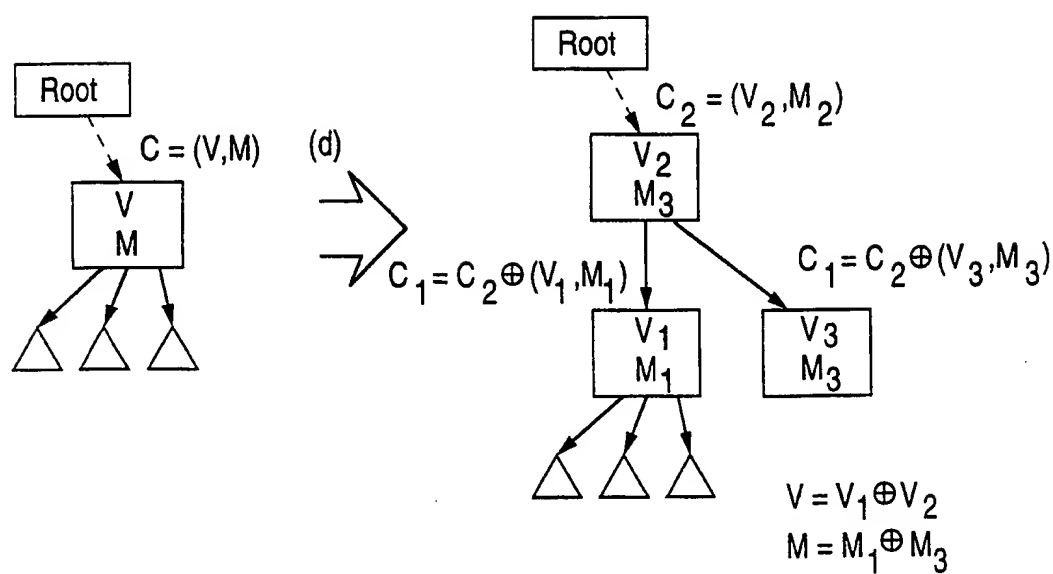 Root
C = (V,M)
V
M
(d)
Root
C₂ = (V₂,M₂)
V₂
M₃
C₁ = C₂ ⊕ (V₁,M₁)
C₁ = C₂ ⊕ (V₃,M₃)
V₁
M₁
V₃
M₃
V = V₁ ⊕ V₂
M = M₁ ⊕ M₃